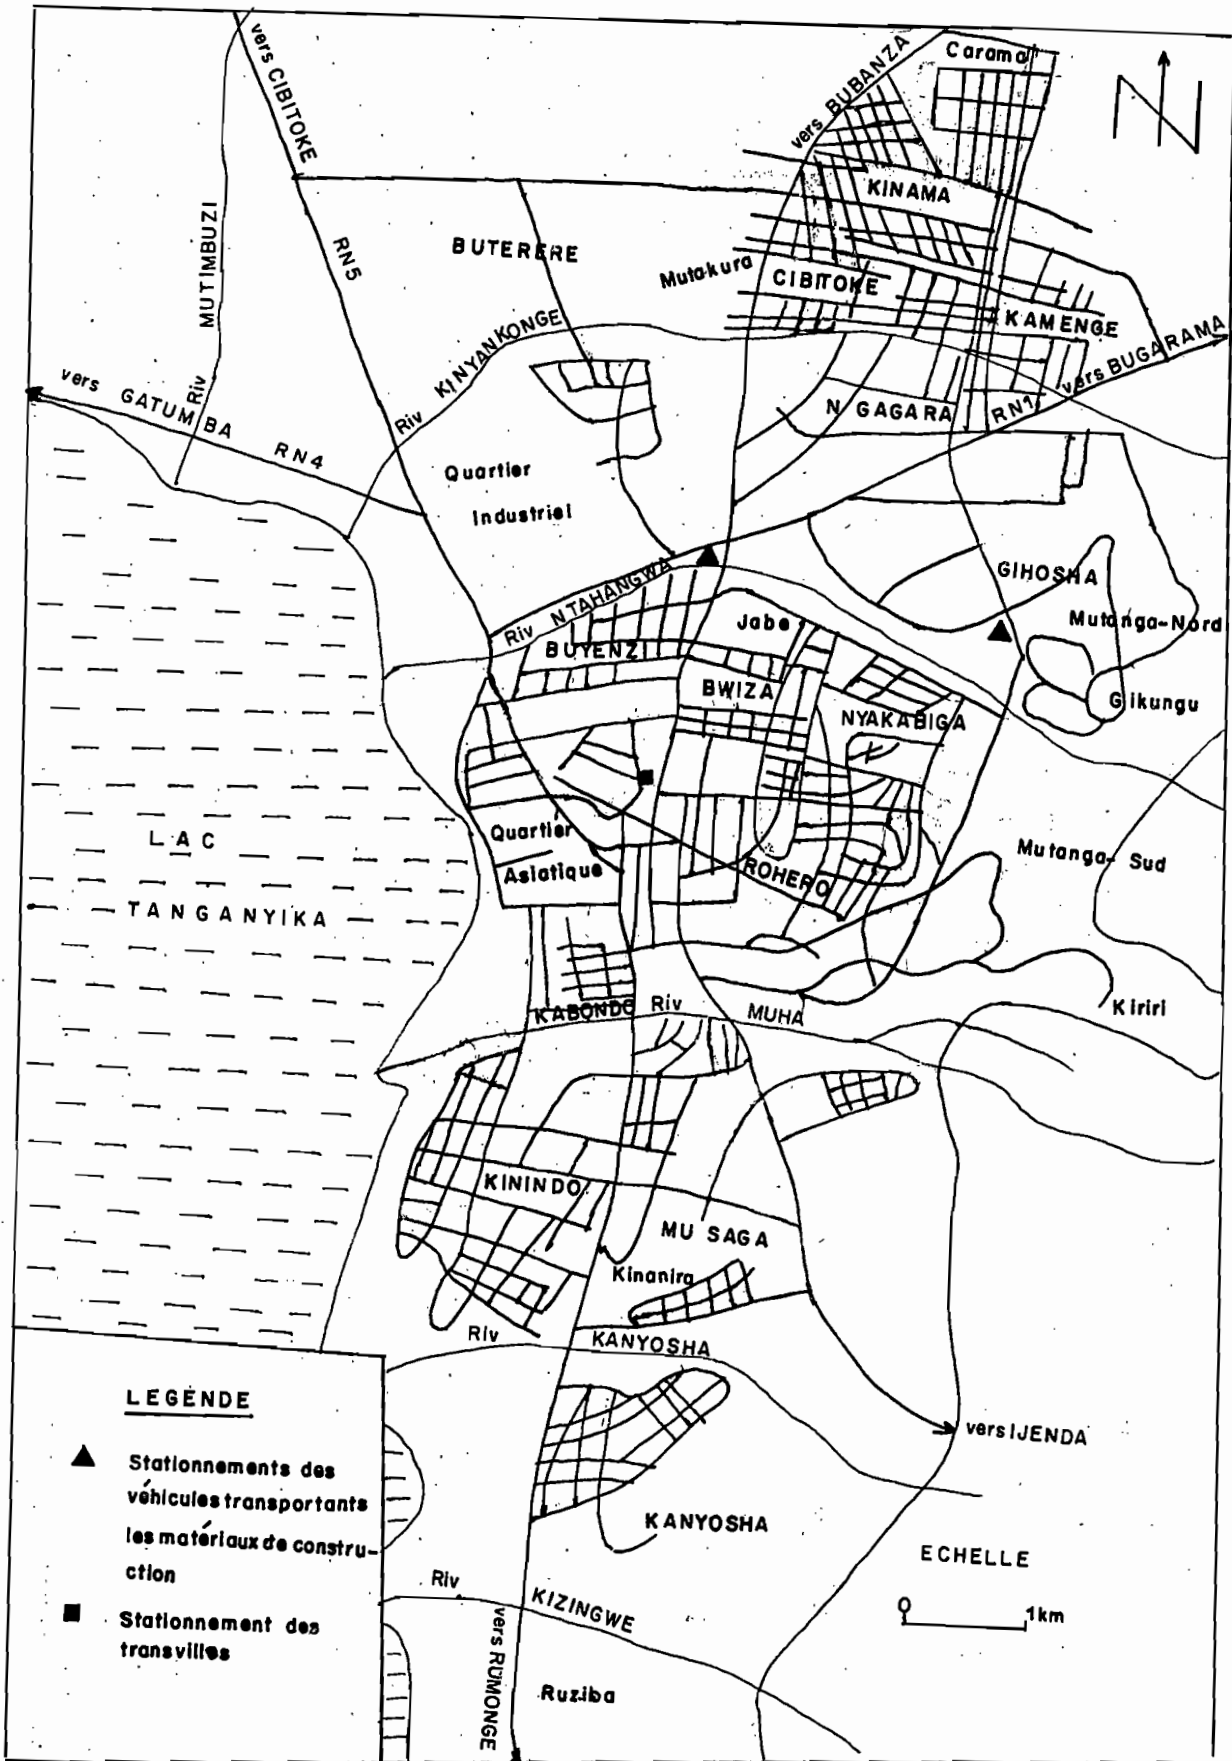 vers CIBITOKE
vers BUBANZA
Carama
N
KINAMA
RN5
BUTERERE
Riv MUTIMBUZI
Mutakura
CIBITOKE
KAMENGE
Riv KINYANKONGE
vers BUGARAMA
vers GATUMBA
RN4
NGAGARA
RN1
Quartier
Industriel
GIHOSHA
Riv NTAHANGWA
Jabe
Mutanga-Nord
BUYENZI
BWIZA
NYAKABIGA
Gikungu
Quartier
Asiatique
LAC
TANGANYIKA
ROHERO
Mutanga-Sud
Kiriri
KABONDO
Riv MUHA
KININDO
MUSAGA
Kinanira
Riv KANYOSHA
vers IJENDA
KANYOSHA
Riv KIZINGWE
vers RUMONGE
Ruziba
LEGENDE
Stationnements des
véhicules transportants
les matériaux de constru-
ction
Stationnement des
transvilles
ECHELLE
0 1km